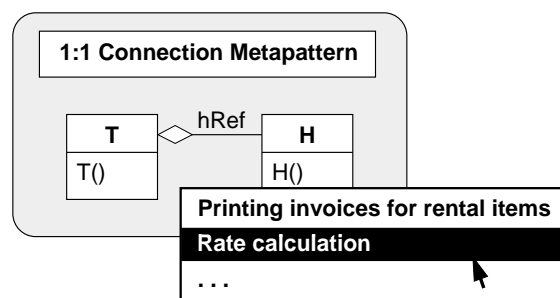 1:1 Connection Metapattern
T
hRef
H
T()
H()
Printing invoices for rental items
Rate calculation
. . .